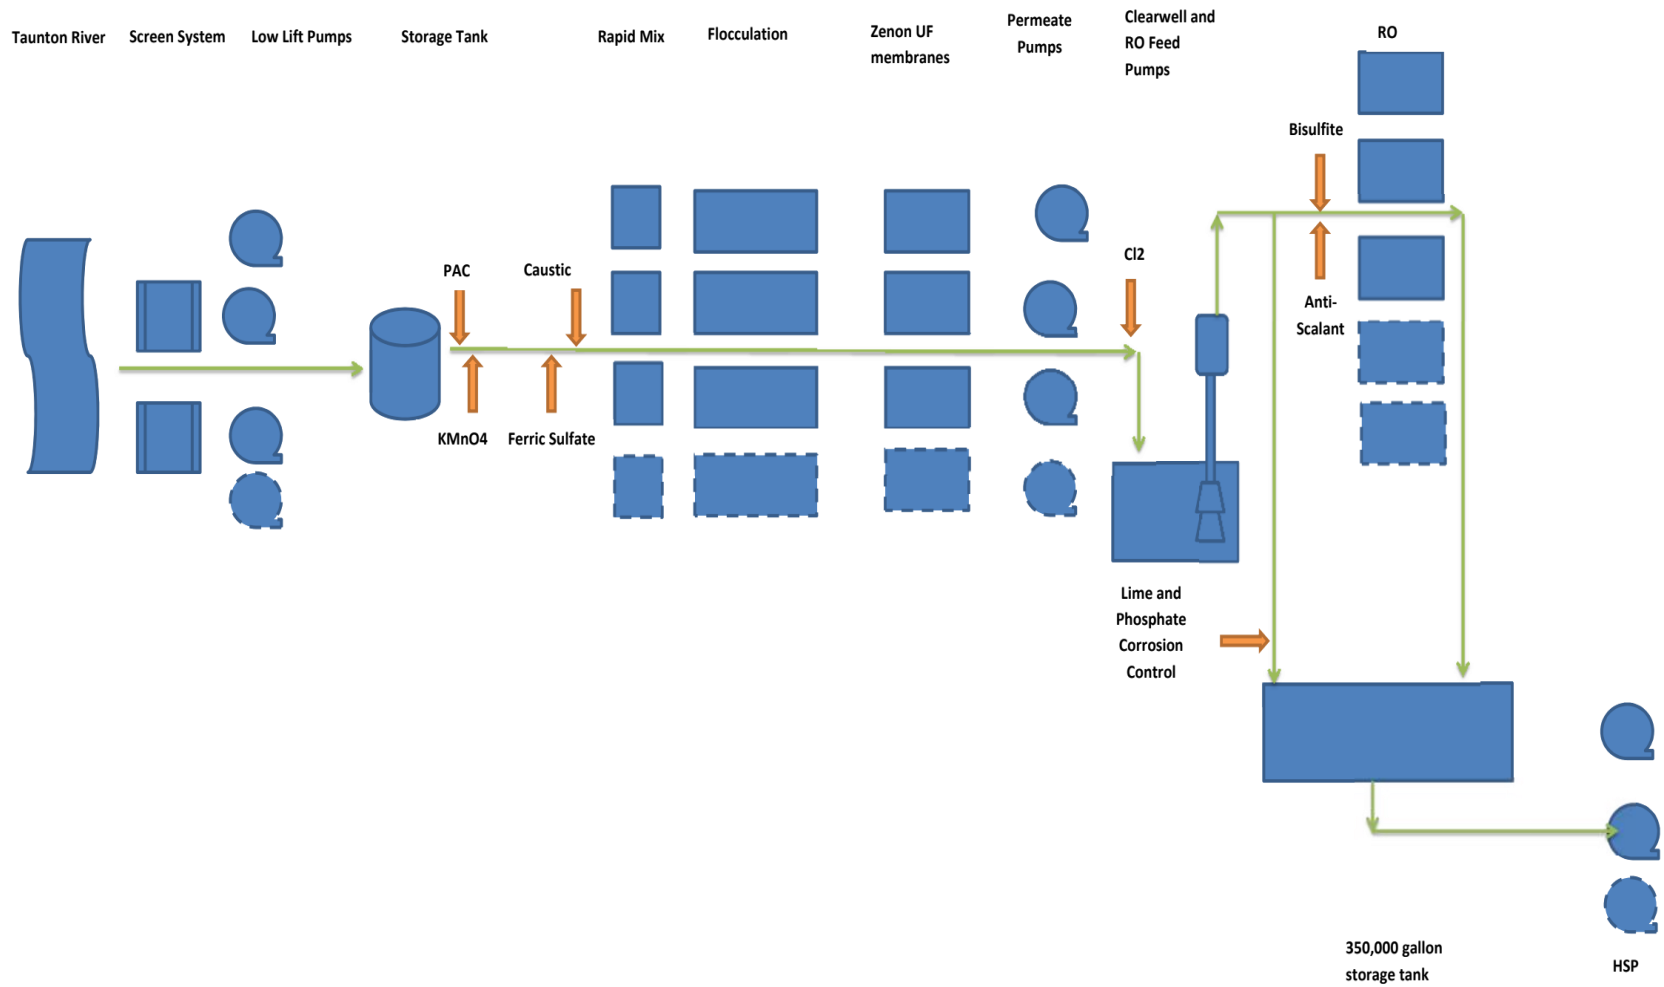 Taunton River
Screen System
Low Lift Pumps
Storage Tank
Rapid Mix
Flocculation
Zenon UF
membranes
Permeate
Pumps
Clearwell and
RO Feed
Pumps
RO
Bisulfite
Anti-
Scalant
PAC
Caustic
KMnO4
Ferric Sulfate
Cl2
Lime and
Phosphate
Corrosion
Control
350,000 gallon
storage tank
HSP